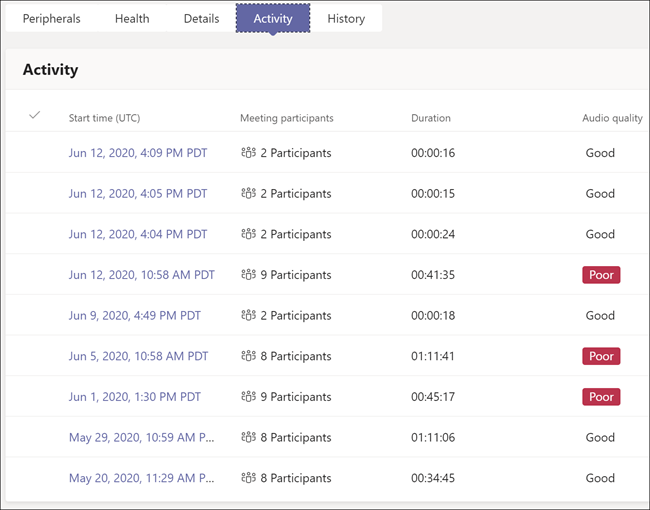 Peripherals Health Details Activity History
Activity
Start time (UTC) Meeting participants Duration Audio quality
Jun 12, 2020, 4:09 PM PDT 2 Participants 00:00:16 Good
Jun 12, 2020, 4:05 PM PDT 2 Participants 00:00:15 Good
Jun 12, 2020, 4:04 PM PDT 2 Participants 00:00:24 Good
Jun 12, 2020, 10:58 AM PDT 9 Participants 00:41:35 Poor
Jun 9, 2020, 4:49 PM PDT 2 Participants 00:00:18 Good
Jun 5, 2020, 10:58 AM PDT 8 Participants 01:11:41 Poor
Jun 1, 2020, 1:30 PM PDT 9 Participants 00:45:17 Poor
May 29, 2020, 10:59 AM P... 8 Participants 01:11:06 Good
May 20, 2020, 11:29 AM P... 8 Participants 00:34:45 Good